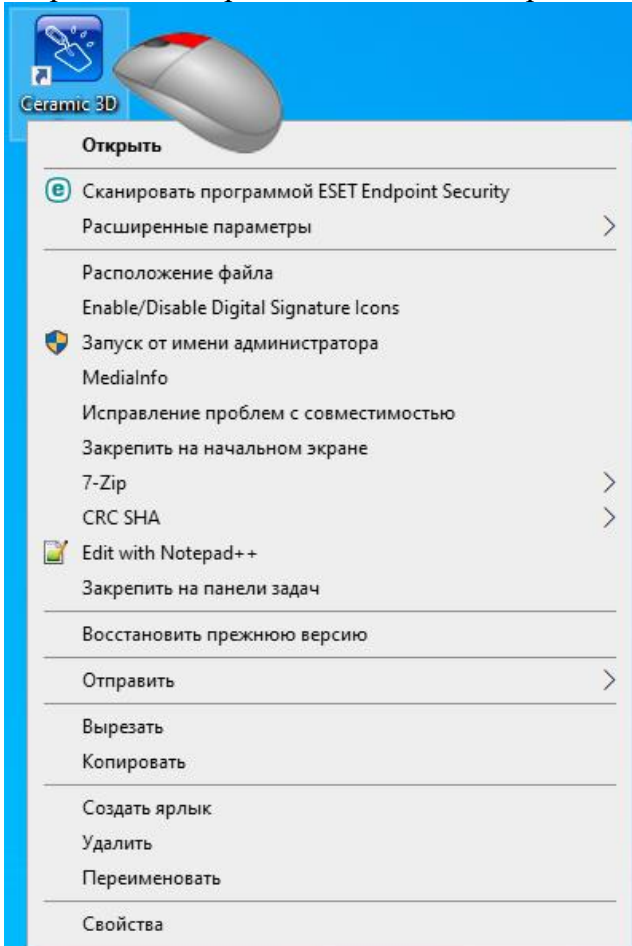 Ceramic 3D
Открыть
Сканировать программой ESET Endpoint Security
Расширенные параметры
Расположение файла
Enable/Disable Digital Signature Icons
Запуск от имени администратора
MediaInfo
Исправление проблем с совместимостью
Закрепить на начальном экране
7-Zip
CRC SHA
Edit with Notepad++
Закрепить на панели задач
Восстановить прежнюю версию
Отправить
Вырезать
Копировать
Создать ярлык
Удалить
Переименовать
Свойства